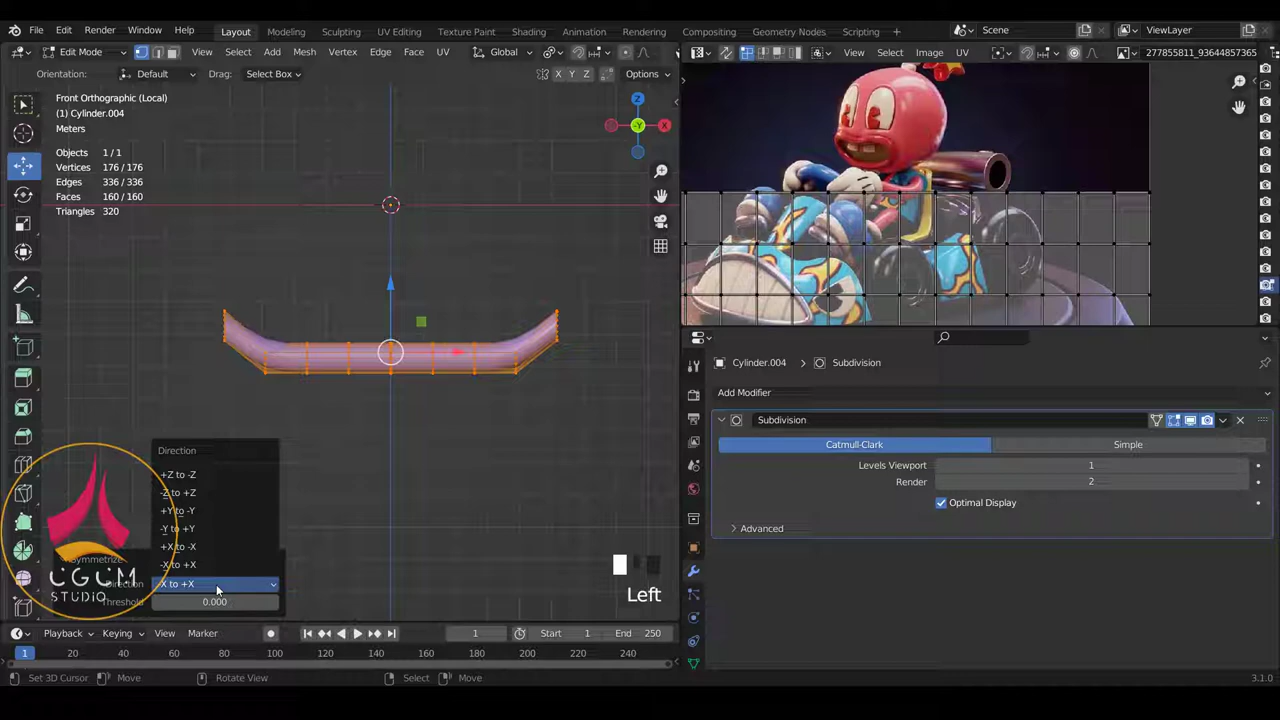 File Edit Render Window Help Layout Modeling Sculpting UV Editing Texture Paint Shading Animation Rendering Compositing Geometry Nodes Scripting Scene ViewLayer
Edit Mode View Select Add Mesh Vertex Edge Face UV Global View Select Image UV 277855811_93644857365
Orientation: Default Drag: Select Box X Y Z Options
Front Orthographic (Local)
(1) Cylinder.004
Meters
Objects 1 / 1
Vertices 176 / 176
Edges 336 / 336
Faces 160 / 160
Triangles 320
Z
X
-Y
Cylinder.004 Subdivision
Add Modifier
Subdivision
Catmull-Clark Simple
Levels Viewport 1
Render 2
Optimal Display
Advanced
Direction
+Z to -Z
-Z to +Z
+Y to -Y
-Y to +Y
+X to -X
-X to +X
Symmetrize
Direction -X to +X
Threshold 0.000
UGUM
STUDIO
Left
Playback Keying View Marker 1 Start 1 End 250
1 20 40 60 80 100 120 140 160 180 200 220 240
Set 3D Cursor Move Rotate View Select Move 3.1.0